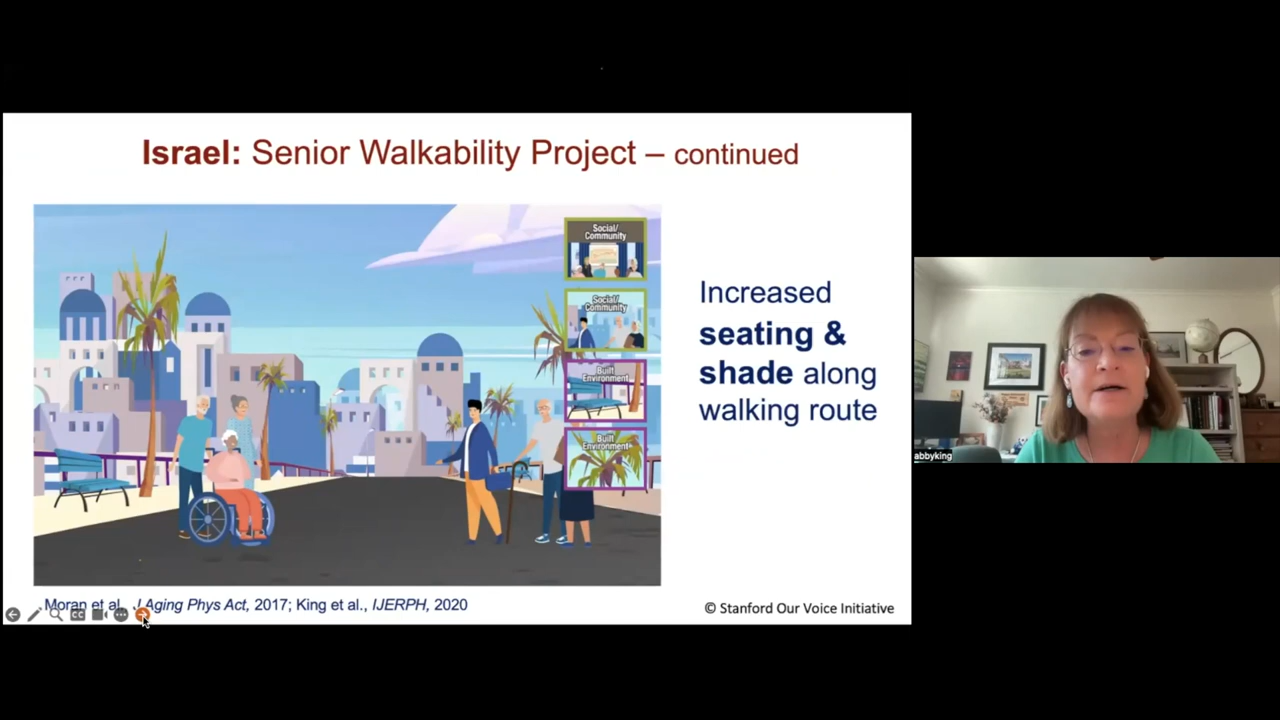 Israel: Senior Walkability Project – continued
Social/
Community
Social/
Community
Built
Environment
Built
Environment
Increased
seating &
shade along
walking route
abbyking
Moran et al., J Aging Phys Act, 2017; King et al., IJERPH, 2020
CC
© Stanford Our Voice Initiative